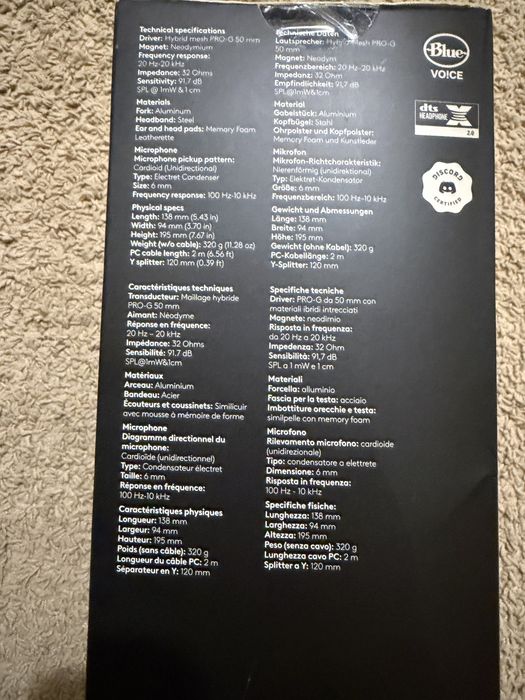 Technical specifications
Driver: Hybrid mesh PRO-G 50 mm
Magnet: Neodymium
Frequency response:
20 Hz-20 kHz
Impedance: 32 Ohms
Sensitivity: 91.7 dB
SPL @ 1mW & 1 cm
Materials
Fork: Aluminum
Headband: Steel
Ear and head pads: Memory Foam
Leatherette
Microphone
Microphone pickup pattern:
Cardioid (Unidirectional)
Type: Electret Condenser
Size: 6 mm
Frequency response: 100 Hz-10 kHz
Physical specs
Length: 138 mm (5.43 in)
Width: 94 mm (3.70 in)
Height: 195 mm (7.67 in)
Weight (w/o cable): 320 g (11.28 oz)
PC cable length: 2 m (6.56 ft)
Y splitter: 120 mm (0.39 ft)
Technische Daten
Lautsprecher: Hybrid Mesh PRO-G
50 mm
Magnet: Neodym
Frequenzbereich: 20 Hz–20 kHz
Impedanz: 32 Ohm
Empfindlichkeit: 91,7 dB
SPL@1mW&1cm
Material
Gabelstück: Aluminium
Kopfbügel: Stahl
Ohrpolster und Kopfpolster:
Memory Foam und Kunstleder
Mikrofon
Mikrofon-Richtcharakteristik:
Nierenförmig (unidirektional)
Typ: Elektret-Kondensator
Größe: 6 mm
Frequenzbereich: 100 Hz–10 kHz
Gewicht und Abmessungen
Länge: 138 mm
Breite: 94 mm
Höhe: 195 mm
Gewicht (ohne Kabel): 320 g
PC-Kabellänge: 2 m
Y-Splitter: 120 mm
Blue
VOICE
dts
HEADPHONE
X
2.0
DISCORD
CERTIFIED
Caractéristiques techniques
Transducteur: Maillage hybride
PRO-G 50 mm
Aimant: Néodyme
Réponse en fréquence:
20 Hz – 20 kHz
Impédance: 32 Ohms
Sensibilité: 91,7 dB
SPL@1mW&1cm
Matériaux
Arceau: Aluminium
Bandeau: Acier
Écouteurs et coussinets: Similicuir
avec mousse à mémoire de forme
Microphone
Diagramme directionnel du
microphone:
Cardioïde (unidirectionnel)
Type: Condensateur électret
Taille: 6 mm
Réponse en fréquence:
100 Hz-10 kHz
Caractéristiques physiques
Longueur: 138 mm
Largeur: 94 mm
Hauteur: 195 mm
Poids (sans câble): 320 g
Longueur du câble PC: 2 m
Séparateur en Y: 120 mm
Specifiche tecniche
Driver: PRO-G da 50 mm con
materiali ibridi intrecciati
Magnete: neodimio
Risposta in frequenza:
da 20 Hz a 20 kHz
Impedenza: 32 Ohm
Sensibilità: 91,7 dB
SPL a 1 mW e 1 cm
Materiali
Forcella: alluminio
Fascia per la testa: acciaio
Imbottiture orecchie e testa:
similpelle con memory foam
Microfono
Rilevamento microfono: cardioide
(unidirezionale)
Tipo: condensatore a elettrete
Dimensione: 6 mm
Risposta in frequenza:
100 Hz - 10 kHz
Specifiche fisiche:
Lunghezza: 138 mm
Larghezza: 94 mm
Altezza: 195 mm
Peso (senza cavo): 320 g
Lunghezza cavo PC: 2 m
Splitter a Y: 120 mm